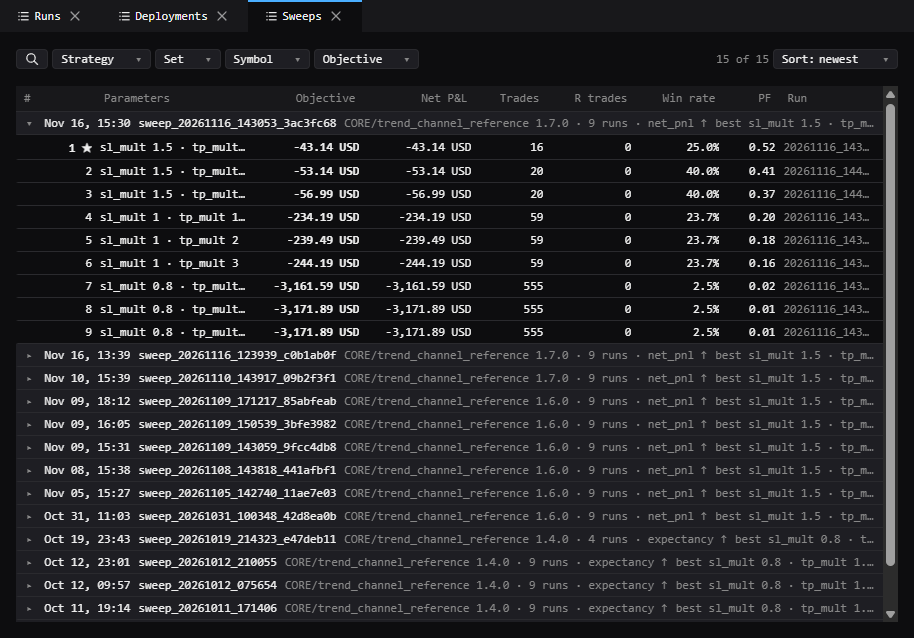 Runs Deployments Sweeps
Strategy Set Symbol Objective 15 of 15 Sort: newest
# Parameters Objective Net P&L Trades R trades Win rate PF Run
Nov 16, 15:30 sweep_20261116_143053_3ac3fc68 CORE/trend_channel_reference 1.7.0 · 9 runs · net_pnl ↑ best sl_mult 1.5 · tp_m…
1 ★ sl_mult 1.5 · tp_mult… -43.14 USD -43.14 USD 16 0 25.0% 0.52 20261116_143…
2 sl_mult 1.5 · tp_mult… -53.14 USD -53.14 USD 20 0 40.0% 0.41 20261116_144…
3 sl_mult 1.5 · tp_mult… -56.99 USD -56.99 USD 20 0 40.0% 0.37 20261116_144…
4 sl_mult 1 · tp_mult 1… -234.19 USD -234.19 USD 59 0 23.7% 0.20 20261116_143…
5 sl_mult 1 · tp_mult 2 -239.49 USD -239.49 USD 59 0 23.7% 0.18 20261116_143…
6 sl_mult 1 · tp_mult 3 -244.19 USD -244.19 USD 59 0 23.7% 0.16 20261116_143…
7 sl_mult 0.8 · tp_mult… -3,161.59 USD -3,161.59 USD 555 0 2.5% 0.02 20261116_143…
8 sl_mult 0.8 · tp_mult… -3,171.89 USD -3,171.89 USD 555 0 2.5% 0.01 20261116_143…
9 sl_mult 0.8 · tp_mult… -3,171.89 USD -3,171.89 USD 555 0 2.5% 0.01 20261116_143…
Nov 16, 13:39 sweep_20261116_123939_c0b1ab0f CORE/trend_channel_reference 1.7.0 · 9 runs · net_pnl ↑ best sl_mult 1.5 · tp_m…
Nov 10, 15:39 sweep_20261110_143917_09b2f3f1 CORE/trend_channel_reference 1.7.0 · 9 runs · net_pnl ↑ best sl_mult 1.5 · tp_m…
Nov 09, 18:12 sweep_20261109_171217_85abfeab CORE/trend_channel_reference 1.6.0 · 9 runs · net_pnl ↑ best sl_mult 1.5 · tp_m…
Nov 09, 16:05 sweep_20261109_150539_3bfe3982 CORE/trend_channel_reference 1.6.0 · 9 runs · net_pnl ↑ best sl_mult 1.5 · tp_m…
Nov 09, 15:31 sweep_20261109_143059_9fcc4db8 CORE/trend_channel_reference 1.6.0 · 9 runs · net_pnl ↑ best sl_mult 1.5 · tp_m…
Nov 08, 15:38 sweep_20261108_143818_441afbf1 CORE/trend_channel_reference 1.6.0 · 9 runs · net_pnl ↑ best sl_mult 1.5 · tp_m…
Nov 05, 15:27 sweep_20261105_142740_11ae7e03 CORE/trend_channel_reference 1.6.0 · 9 runs · net_pnl ↑ best sl_mult 1.5 · tp_m…
Oct 31, 11:03 sweep_20261031_100348_42d8ea0b CORE/trend_channel_reference 1.6.0 · 9 runs · net_pnl ↑ best sl_mult 1.5 · tp_m…
Oct 19, 23:43 sweep_20261019_214323_e47deb11 CORE/trend_channel_reference 1.4.0 · 4 runs · expectancy ↑ best sl_mult 0.8 · t…
Oct 12, 23:01 sweep_20261012_210055 CORE/trend_channel_reference 1.4.0 · 9 runs · expectancy ↑ best sl_mult 0.8 · tp_mult 1.…
Oct 12, 09:57 sweep_20261012_075654 CORE/trend_channel_reference 1.4.0 · 9 runs · expectancy ↑ best sl_mult 0.8 · tp_mult 1.…
Oct 11, 19:14 sweep_20261011_171406 CORE/trend_channel_reference 1.4.0 · 9 runs · expectancy ↑ best sl_mult 0.8 · tp_mult 1.…